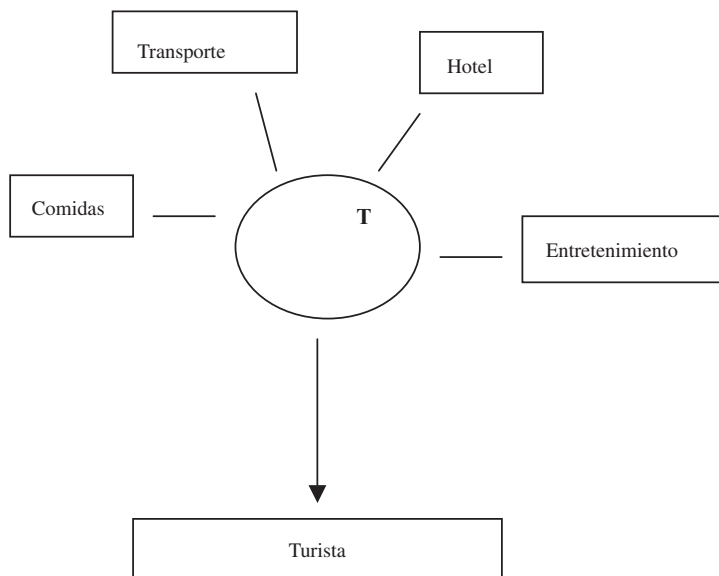 Transporte
Hotel
Comidas
T
Entretenimiento
Turista